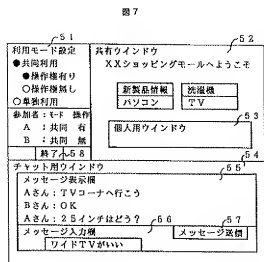 図7
51
52
利用モード設定
●共同利用
●操作権有り
○操作権無し
○単独利用
共有ウインドウ
XXショッピングモールへようこそ
新製品情報
洗濯機
パソコン
TV
53
個人用ウインドウ
参加者：モード 操作
A：共同 有
B：共同 無
終了
58
54
チャット用ウインドウ
55
メッセージ表示欄
Aさん：TVコーナへ行こう
Bさん：OK
Aさん：25インチはどう？
56
57
メッセージ入力欄
メッセージ送信
ワイドTVがいい